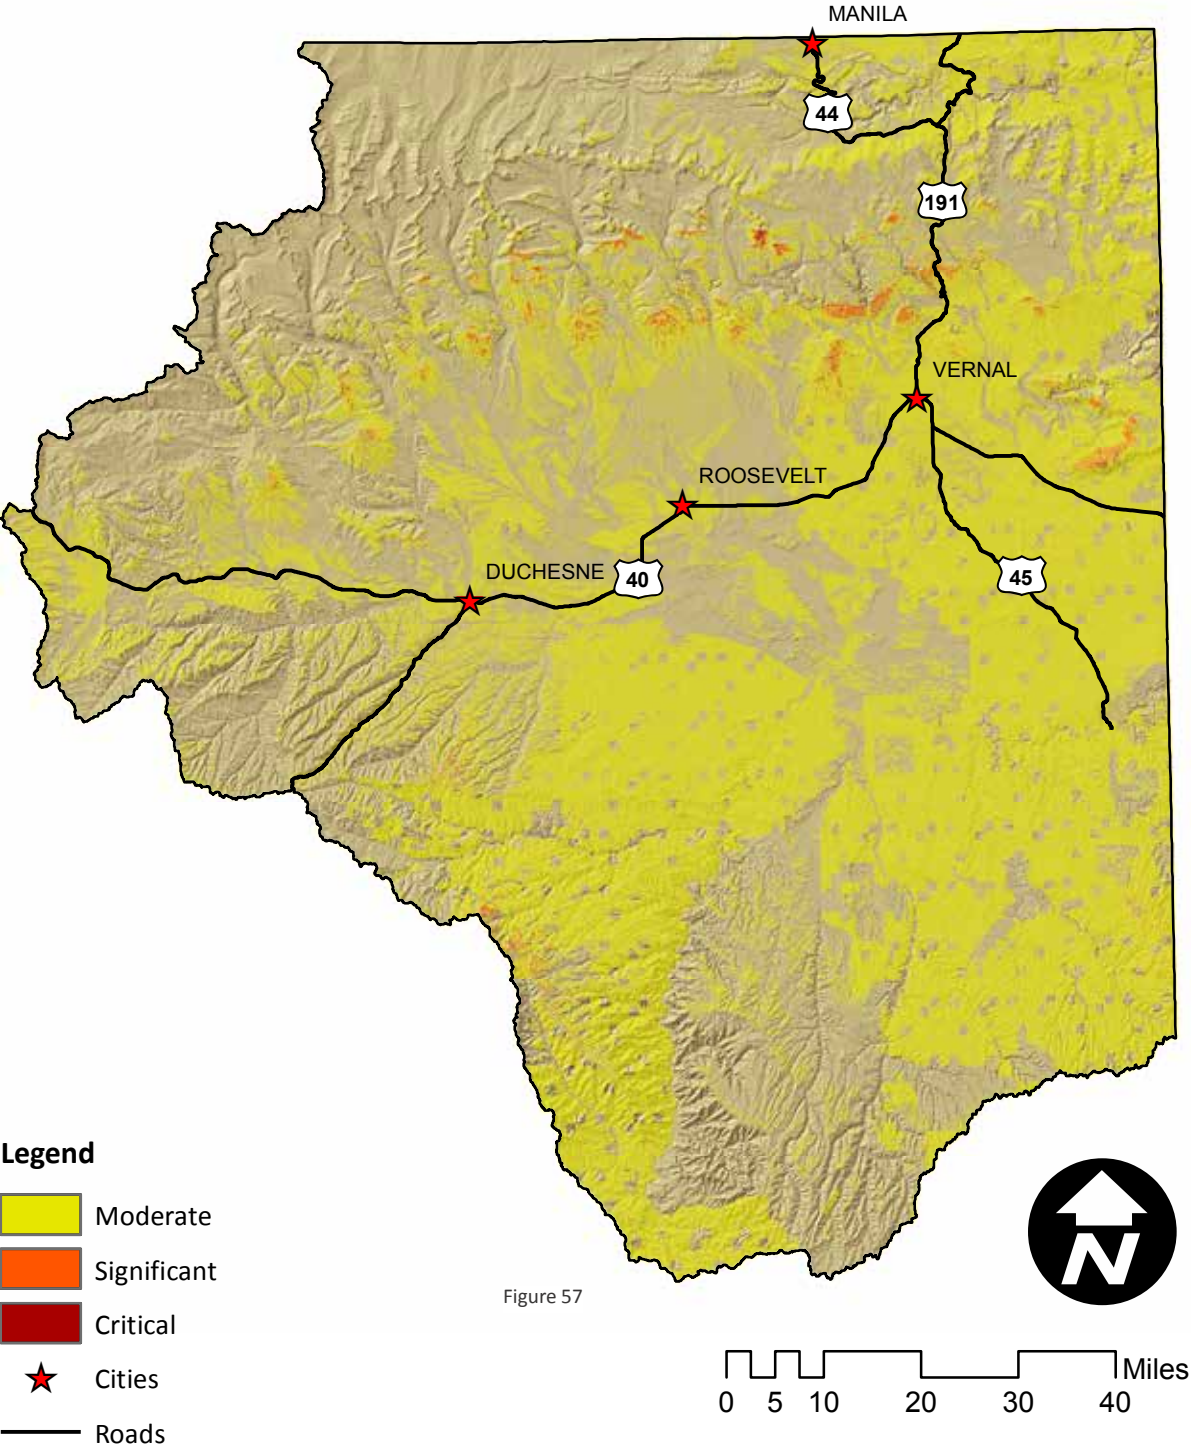 MANILA
44
191
VERNAL
ROOSEVELT
DUCHESNE
40
45
Legend
Moderate
Significant
Critical
Cities
Roads
Figure 57
N
Miles
0 5 10 20 30 40